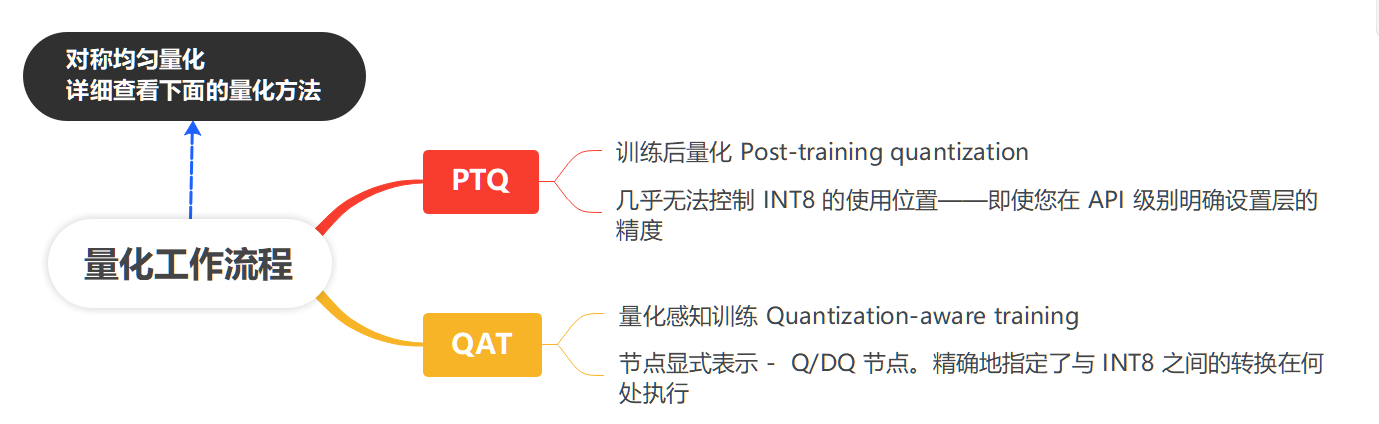 对称均匀量化
详细查看下面的量化方法
量化工作流程
PTQ
训练后量化 Post-training quantization
几乎无法控制 INT8 的使用位置——即使您在 API 级别明确设置层的
精度
QAT
量化感知训练 Quantization-aware training
节点显式表示 - Q/DQ 节点。精确地指定了与 INT8 之间的转换在何
处执行